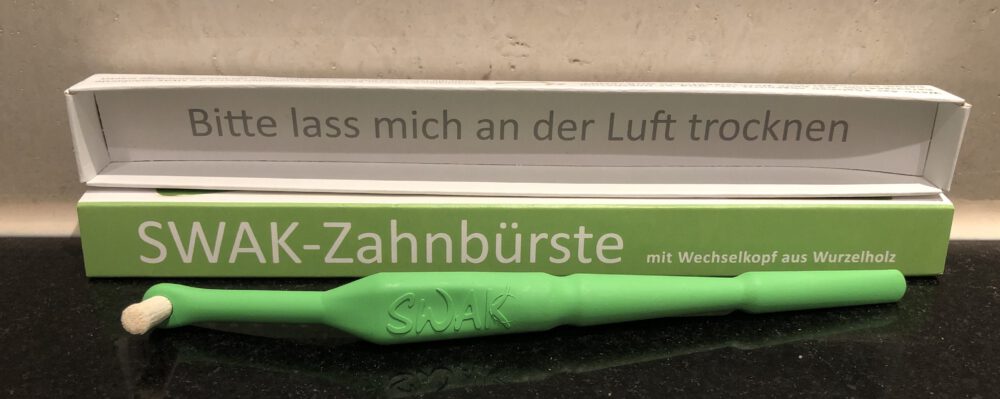 Bitte lass mich an der Luft trocknen
SWAK-Zahnbürste mit Wechselkopf aus Wurzelholz
SWAK